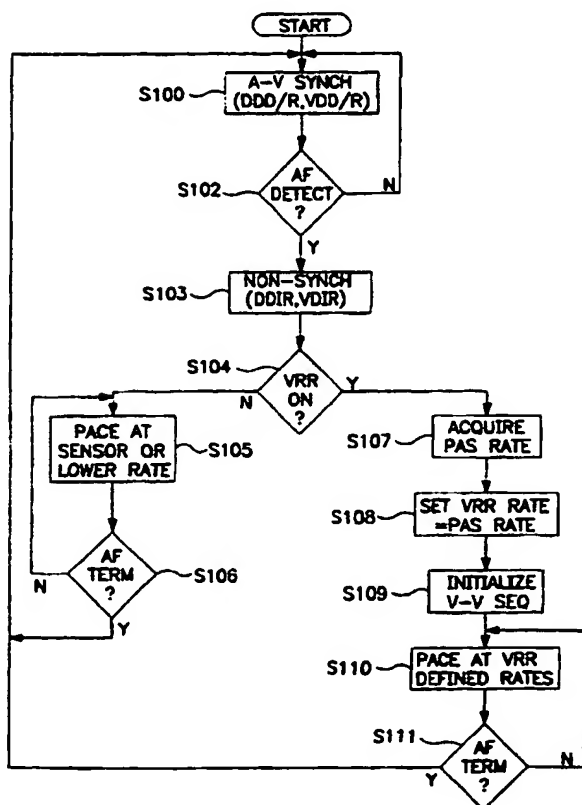 START
S100
A-V SYNCH
(DDD/R,VDD/R)
S102
AF
DETECT
?
N
Y
S103
NON-SYNCH
(DDIR,VDIR)
S104
VRR
ON
?
N
Y
PACE AT
SENSOR OR
LOWER RATE
S105
AF
TERM
?
S106
N
Y
S107
ACQUIRE
PAS RATE
S108
SET VRR RATE
=PAS RATE
S109
INITIALIZE
V-V SEQ
S110
PACE AT VRR
DEFINED RATES
S111
AF
TERM
?
Y
N